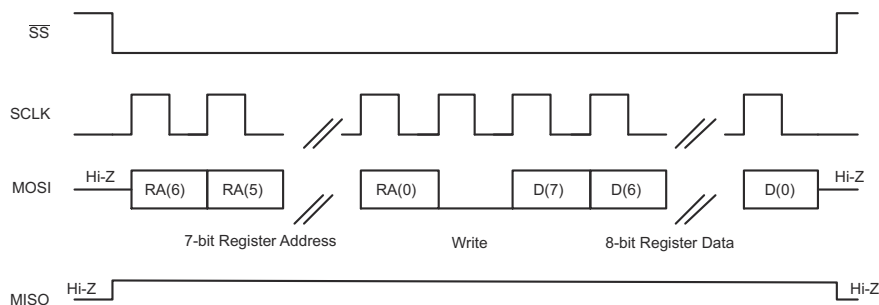 SS
SCLK
Hi-Z
MOSI
RA(6)
RA(5)
RA(0)
D(7)
D(6)
D(0)
Hi-Z
7-bit Register Address
Write
8-bit Register Data
Hi-Z
MISO
Hi-Z